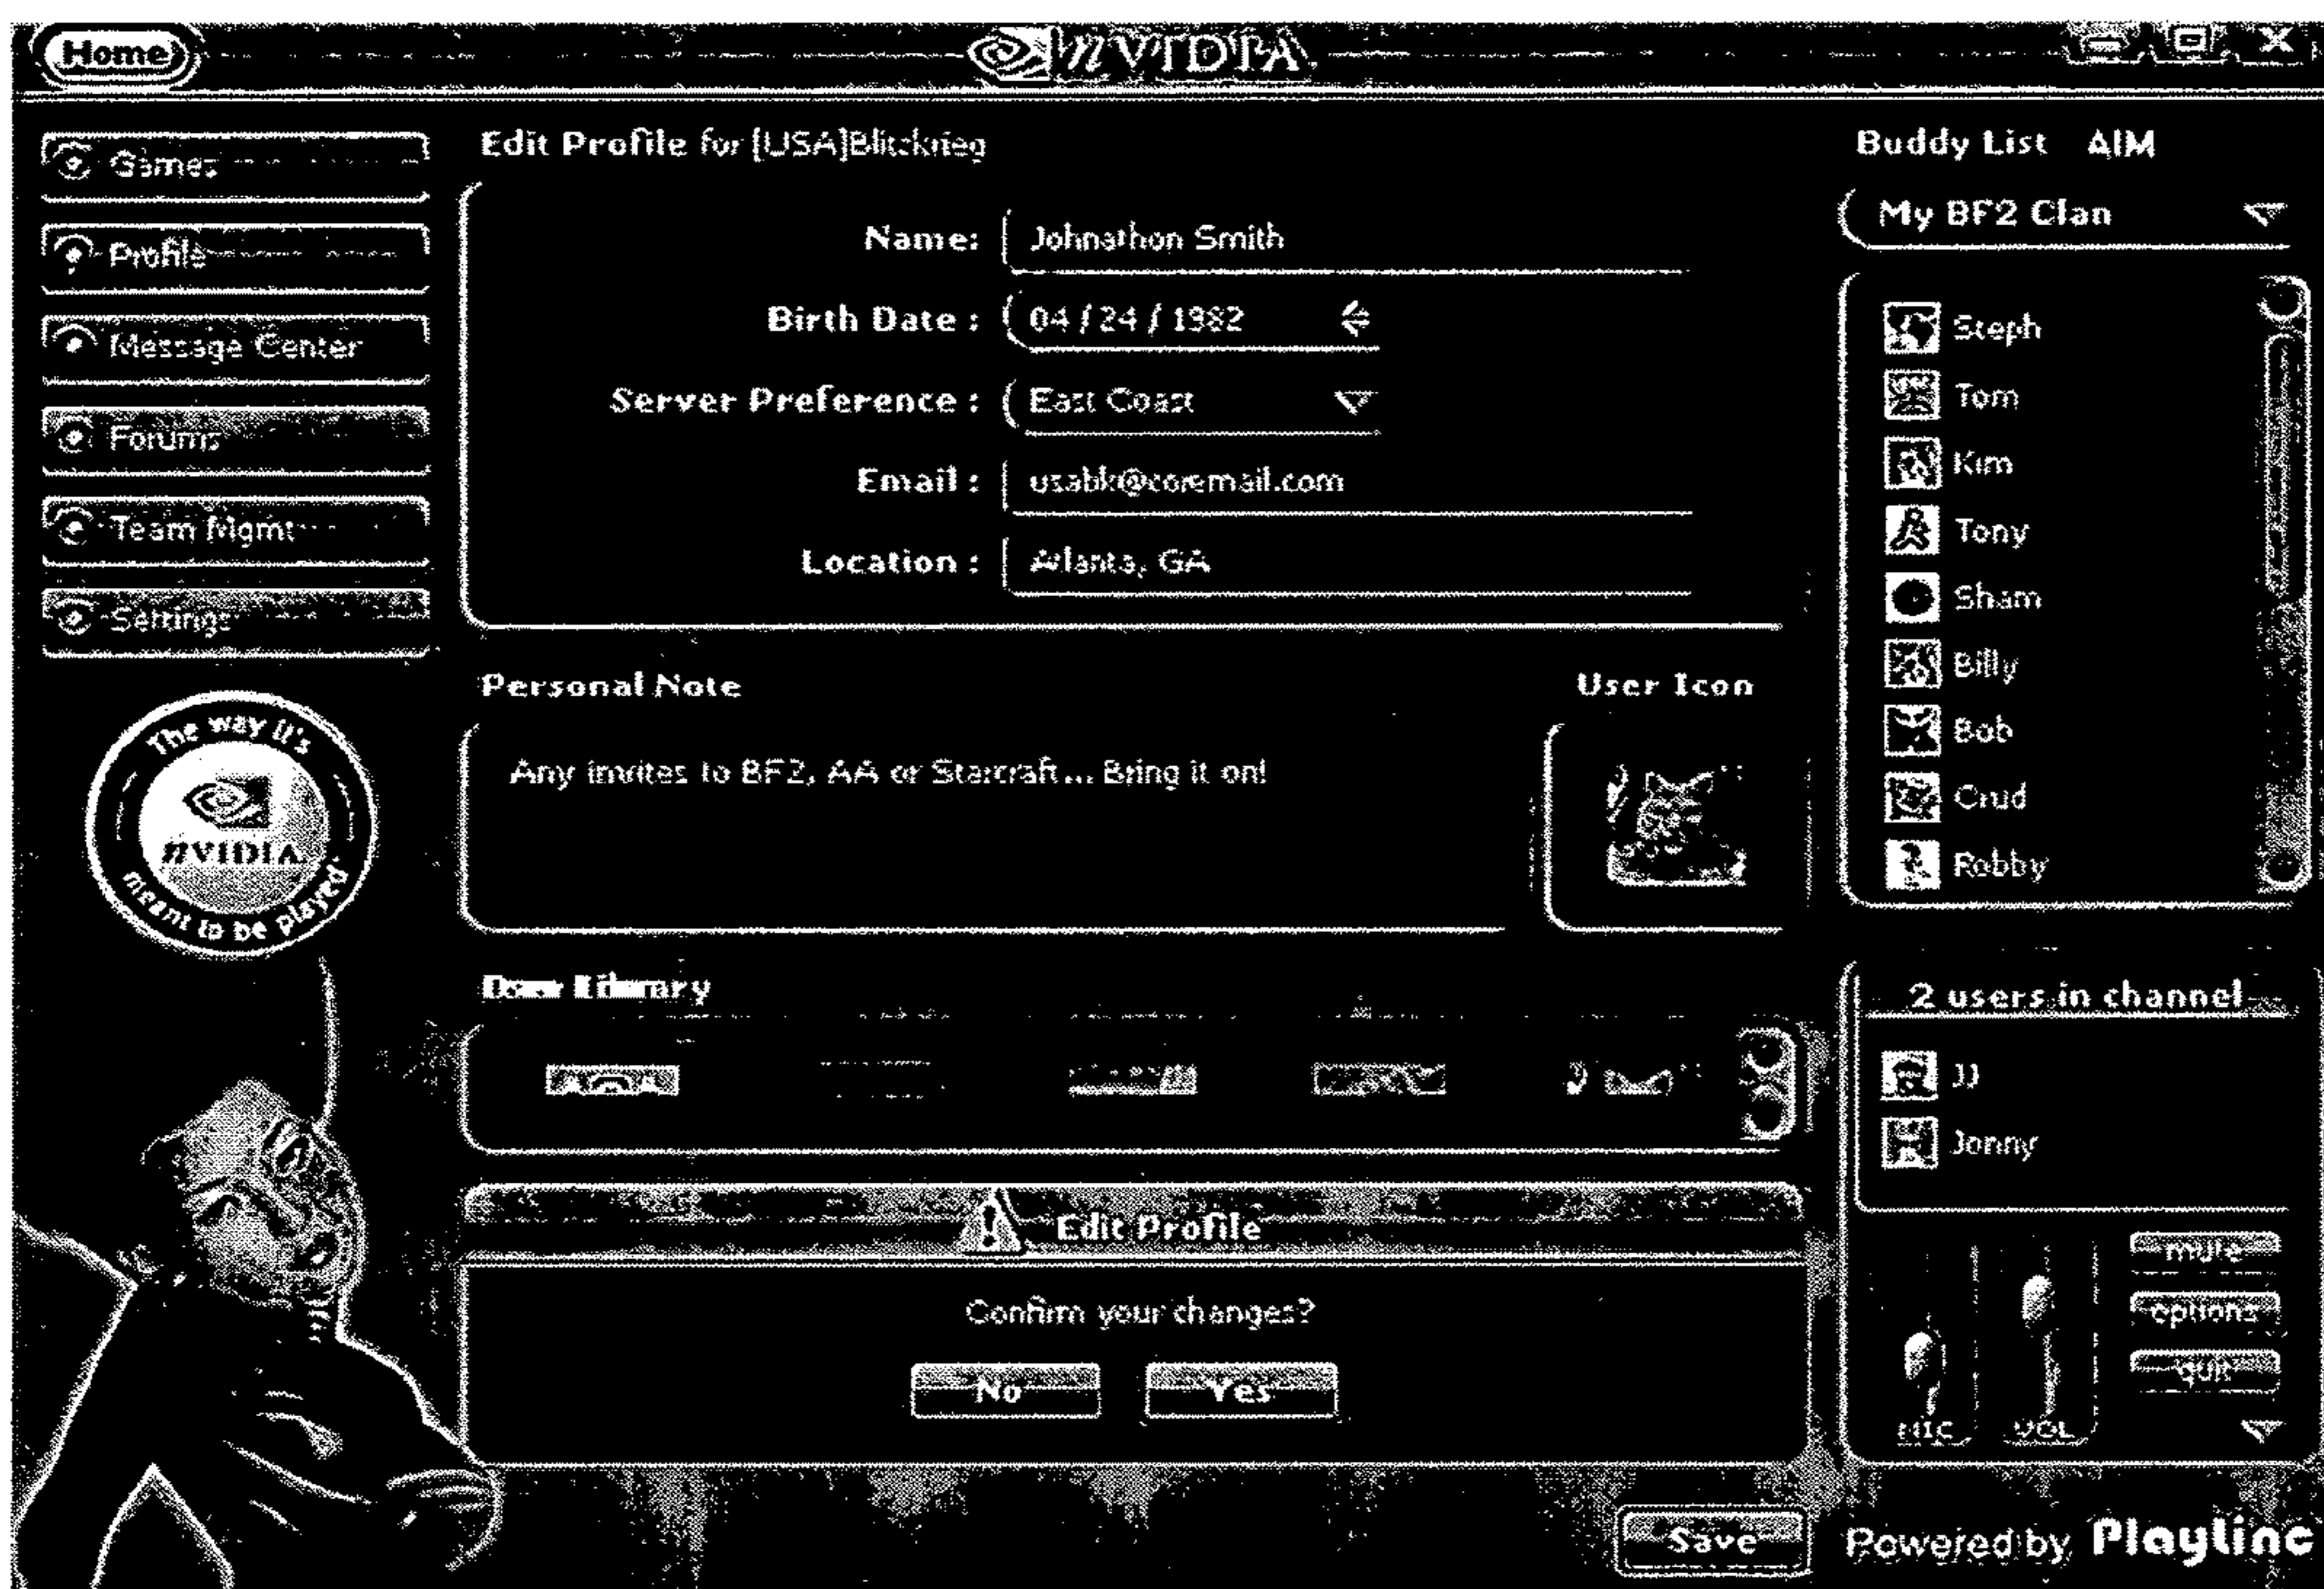 Home
nVIDIA.
Games
Profile
Message Center
Forums
Team Mgmt
Settings
The way it's
nVIDIA.
meant to be played
Edit Profile for [USA]Blitzkrieg
Name: Johnathon Smith
Birth Date : 04 / 24 / 1982
Server Preference : East Coast
Email : usabk@coremail.com
Location : Atlanta, GA
Personal Note
Any invites to BF2, AA or Starcraft... Bring it on!
User Icon
Library
Edit Profile
Confirm your changes?
No Yes
Save
Buddy List AIM
My BF2 Clan
Steph
Tom
Kim
Tony
Sham
Billy
Bob
Crud
Robby
2 users in channel
JJ
Jonny
mute
options
quit
MIC VOL
Powered by Playlinc